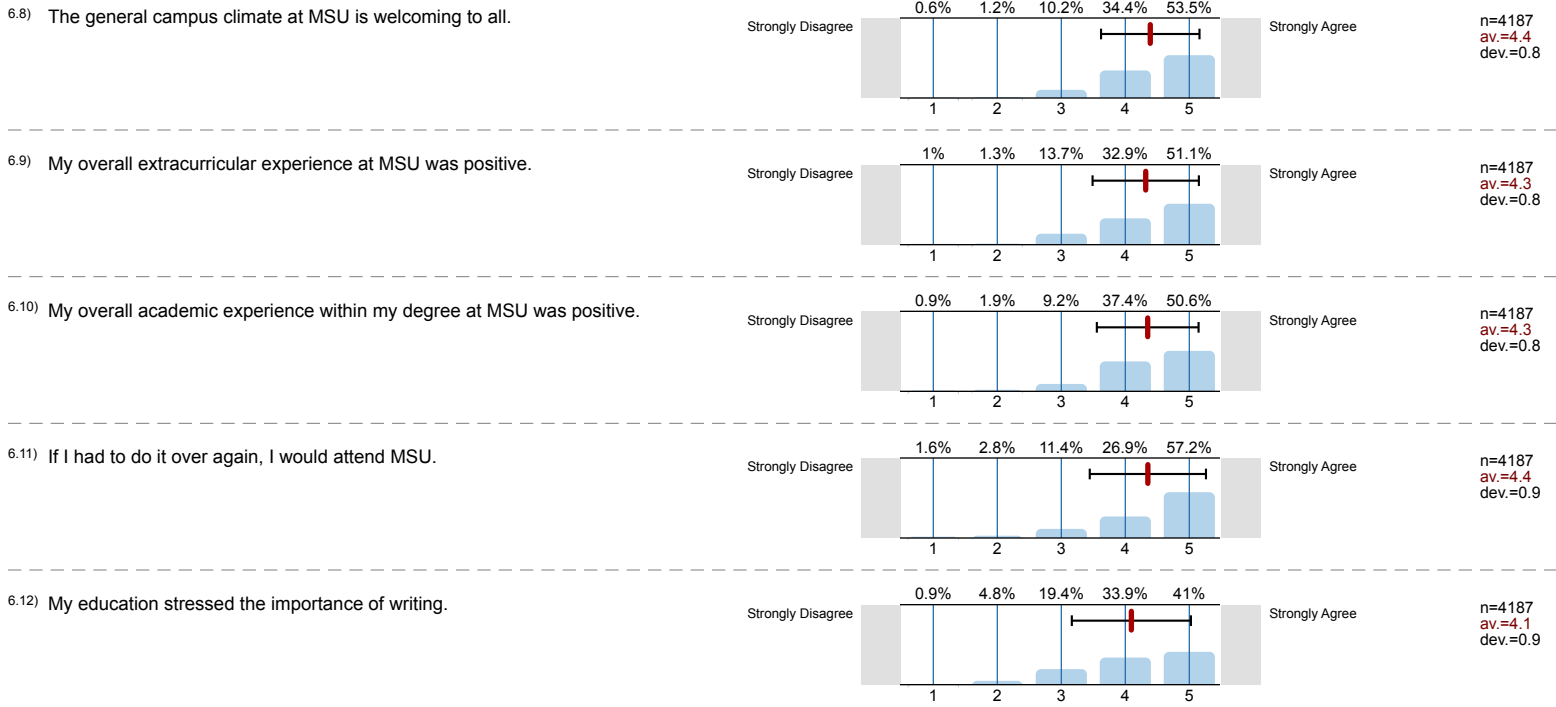 6.8) The general campus climate at MSU is welcoming to all.
0.6% 1.2% 10.2% 34.4% 53.5%
Strongly Disagree
Strongly Agree
1 2 3 4 5
n=4187
av.=4.4
dev.=0.8
6.9) My overall extracurricular experience at MSU was positive.
1% 1.3% 13.7% 32.9% 51.1%
Strongly Disagree
Strongly Agree
1 2 3 4 5
n=4187
av.=4.3
dev.=0.8
6.10) My overall academic experience within my degree at MSU was positive.
0.9% 1.9% 9.2% 37.4% 50.6%
Strongly Disagree
Strongly Agree
1 2 3 4 5
n=4187
av.=4.3
dev.=0.8
6.11) If I had to do it over again, I would attend MSU.
1.6% 2.8% 11.4% 26.9% 57.2%
Strongly Disagree
Strongly Agree
1 2 3 4 5
n=4187
av.=4.4
dev.=0.9
6.12) My education stressed the importance of writing.
0.9% 4.8% 19.4% 33.9% 41%
Strongly Disagree
Strongly Agree
1 2 3 4 5
n=4187
av.=4.1
dev.=0.9